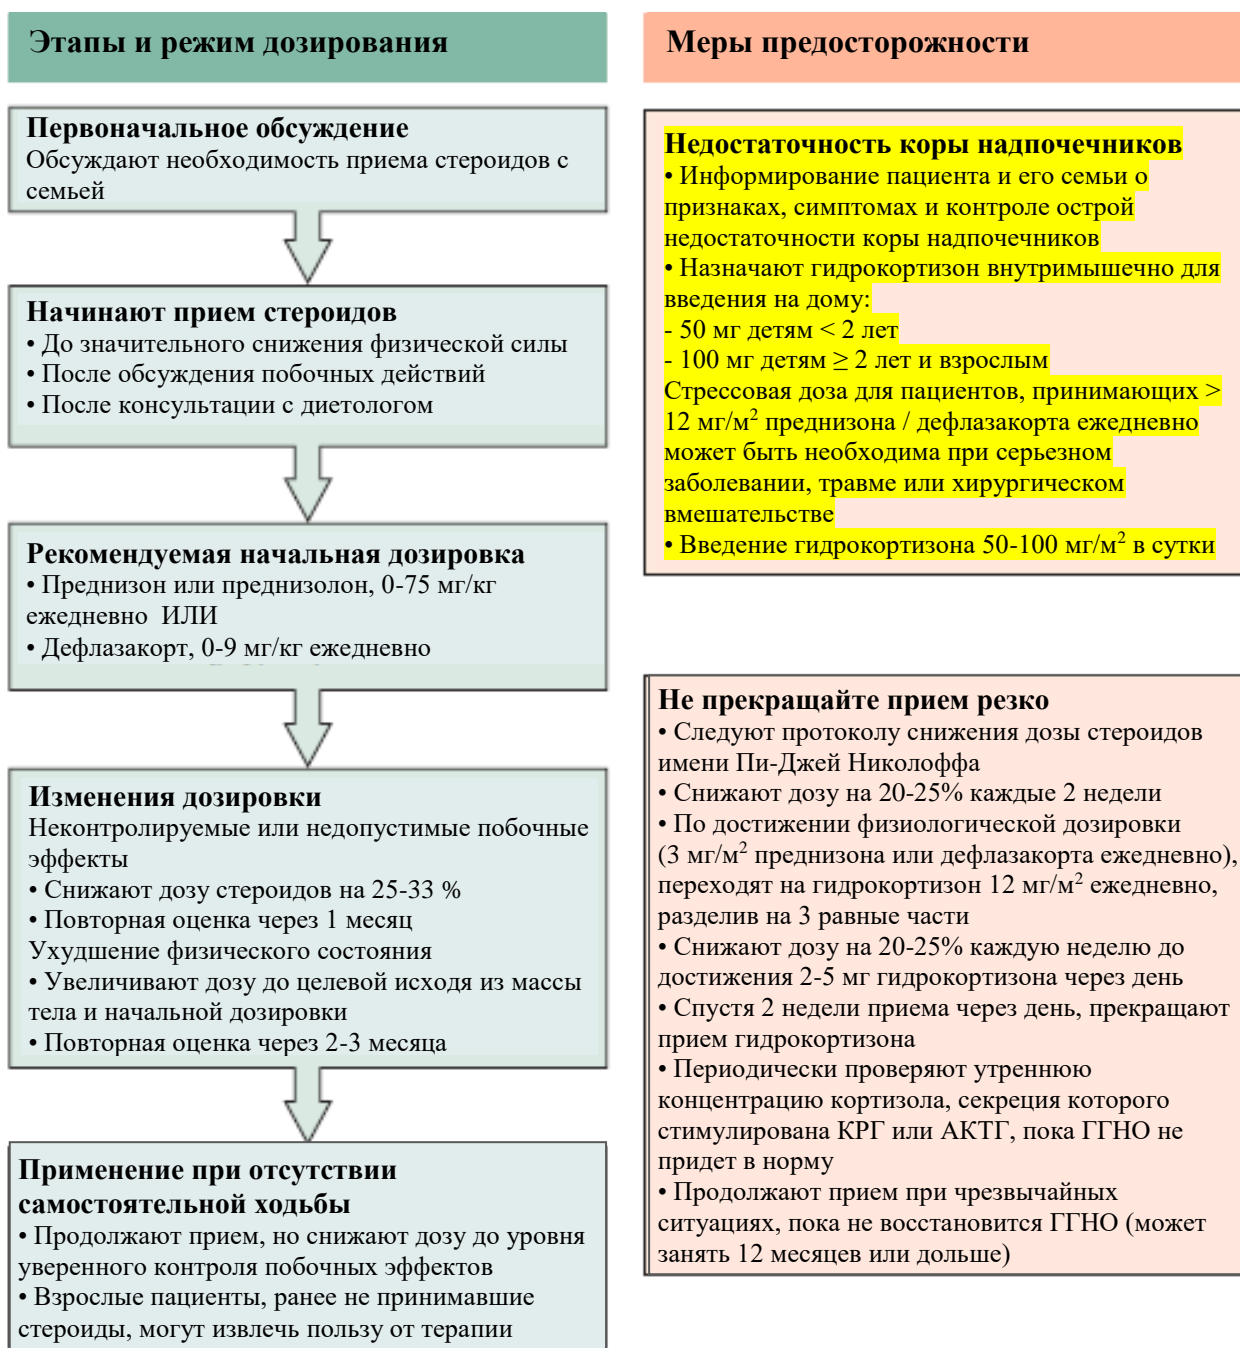 Этапы и режим дозирования
Первоначальное обсуждение
Обсуждают необходимость приема стероидов с
семьей
Начинают прием стероидов
• До значительного снижения физической силы
• После обсуждения побочных действий
• После консультации с диетологом
Рекомендуемая начальная дозировка
• Преднизон или преднизолон, 0-75 мг/кг
ежедневно ИЛИ
• Дефлазакорт, 0-9 мг/кг ежедневно
Изменения дозировки
Неконтролируемые или недопустимые побочные
эффекты
• Снижают дозу стероидов на 25-33 %
• Повторная оценка через 1 месяц
Ухудшение физического состояния
• Увеличивают дозу до целевой исходя из массы
тела и начальной дозировки
• Повторная оценка через 2-3 месяца
Применение при отсутствии
самостоятельной ходьбы
• Продолжают прием, но снижают дозу до уровня
уверенного контроля побочных эффектов
• Взрослые пациенты, ранее не принимавшие
стероиды, могут извлечь пользу от терапии
Меры предосторожности
Недостаточность коры надпочечников
• Информирование пациента и его семьи о
признаках, симптомах и контроле острой
недостаточности коры надпочечников
• Назначают гидрокортизон внутримышечно для
введения на дому:
- 50 мг детям < 2 лет
- 100 мг детям ≥ 2 лет и взрослым
Стрессовая доза для пациентов, принимающих >
12 мг/м² преднизона / дефлазакорта ежедневно
может быть необходима при серьезном
заболевании, травме или хирургическом
вмешательстве
• Введение гидрокортизона 50-100 мг/м² в сутки
Не прекращайте прием резко
• Следуют протоколу снижения дозы стероидов
имени Пи-Джей Николоффа
• Снижают дозу на 20-25% каждые 2 недели
• По достижении физиологической дозировки
(3 мг/м² преднизона или дефлазакорта ежедневно),
переходят на гидрокортизон 12 мг/м² ежедневно,
разделив на 3 равные части
• Снижают дозу на 20-25% каждую неделю до
достижения 2-5 мг гидрокортизона через день
• Спустя 2 недели приема через день, прекращают
прием гидрокортизона
• Периодически проверяют утреннюю
концентрацию кортизола, секреция которого
стимулирована КРГ или АКТГ, пока ГГНО не
придет в норму
• Продолжают прием при чрезвычайных
ситуациях, пока не восстановится ГГНО (может
занять 12 месяцев или дольше)